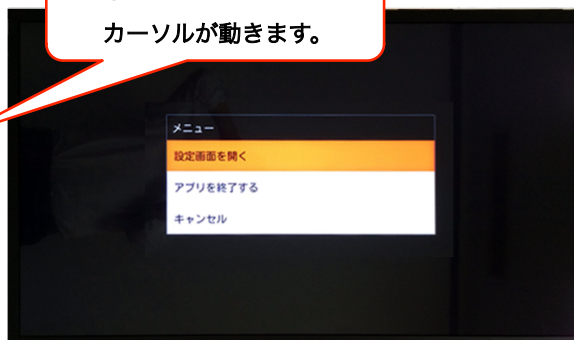 カーソルが動きます。
メニュー
設定画面を開く
アプリを終了する
キャンセル